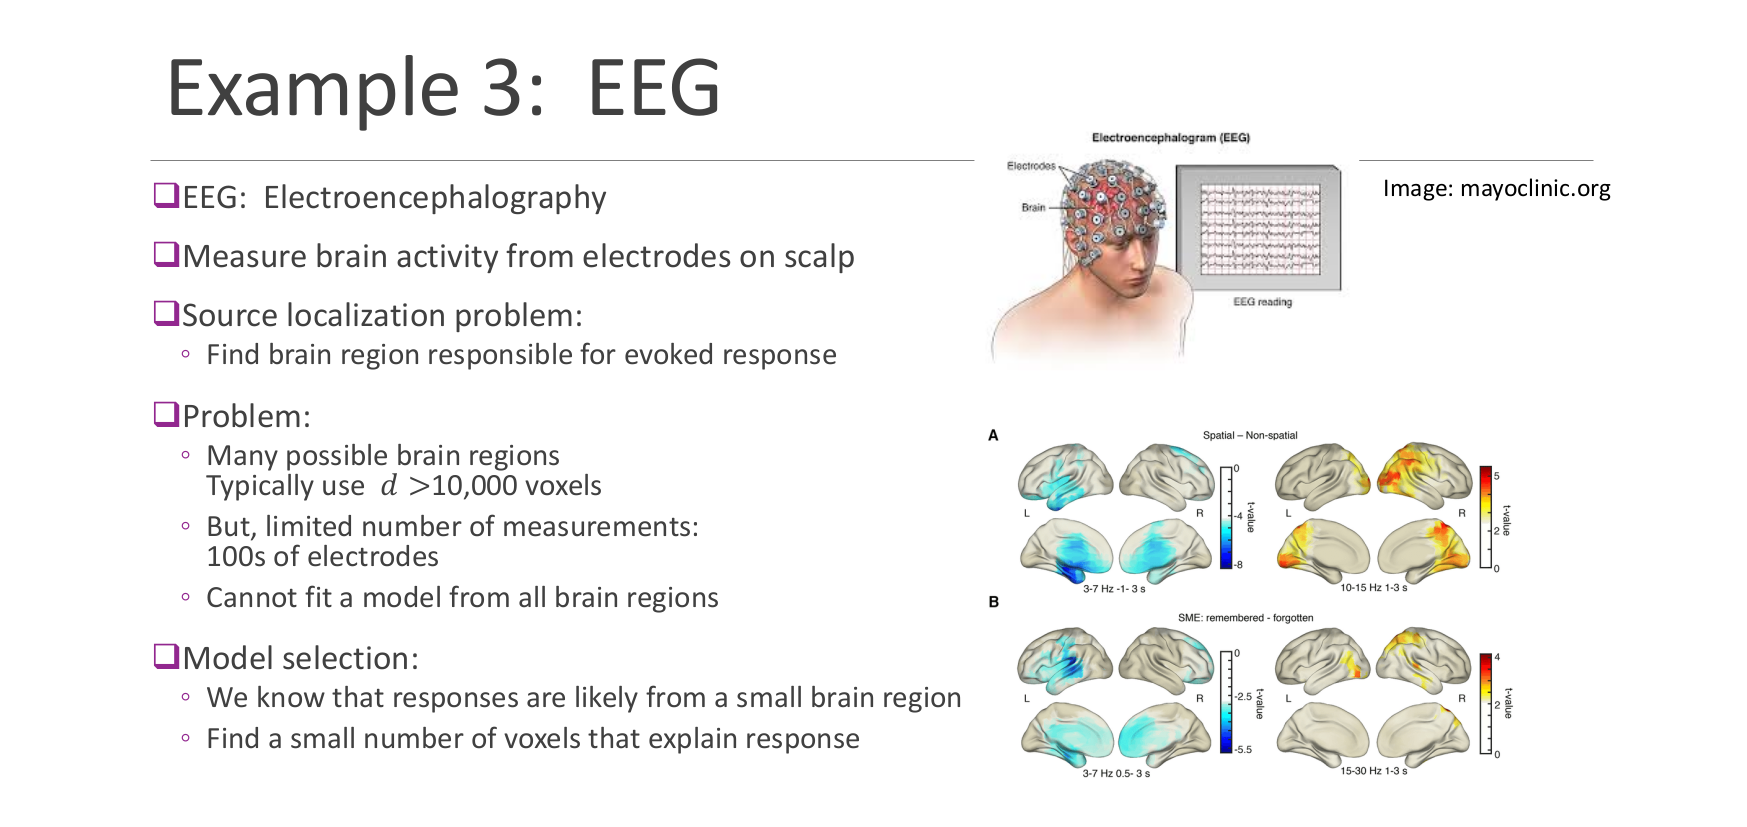 Example 3:  EEG
❑EEG:  Electroencephalography
❑Measure brain activity from electrodes on scalp
❑Source localization problem:
◦ Find brain region responsible for evoked response
❑Problem:
◦ Many possible brain regions
Typically use d >10,000 voxels
◦ But, limited number of measurements:
100s of electrodes
◦ Cannot fit a model from all brain regions
❑Model selection:
◦ We know that responses are likely from a small brain region
◦ Find a small number of voxels that explain response
Electroencephalogram (EEG)
Electrodes
Brain
EEG reading
Image: mayoclinic.org
A
Spatial – Non-spatial
L
R
0
-4
-8
t-value
3-7 Hz -1- 3 s
L
R
5
2
0
t-value
10-15 Hz 1-3 s
B
SME: remembered - forgotten
L
R
0
-2.5
-5.5
t-value
3-7 Hz 0.5- 3 s
L
R
4
2
0
t-value
15-30 Hz 1-3 s